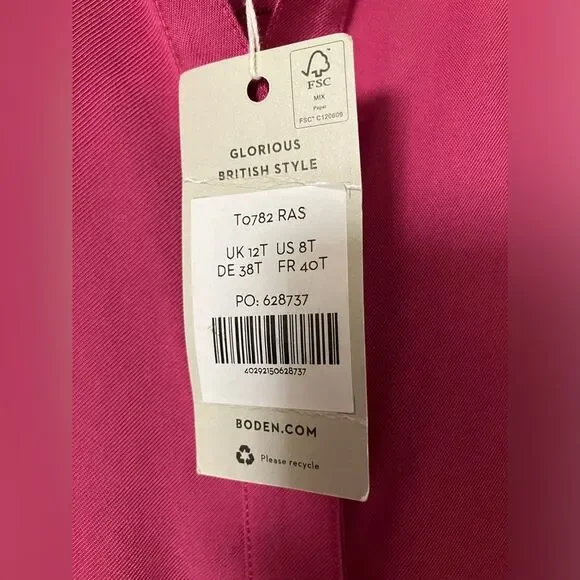 FSC
MIX
Paper
FSC® C120809
GLORIOUS
BRITISH STYLE
T0782 RAS
UK 12T US 8T
DE 38T FR 40T
PO: 628737
40292150628737
BODEN.COM
Please recycle